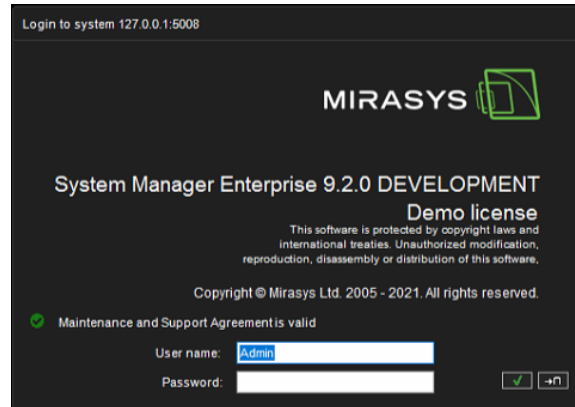 Login to system 127.0.0.1:5008
MIRASYS
System Manager Enterprise 9.2.0 DEVELOPMENT
Demo license
This software is protected by copyright laws and
international treaties. Unauthorized modification,
reproduction, disassembly or distribution of this software,
Copyright © Mirasys Ltd. 2005 - 2021. All rights reserved.
Maintenance and Support Agreement is valid
User name: Admin
Password: